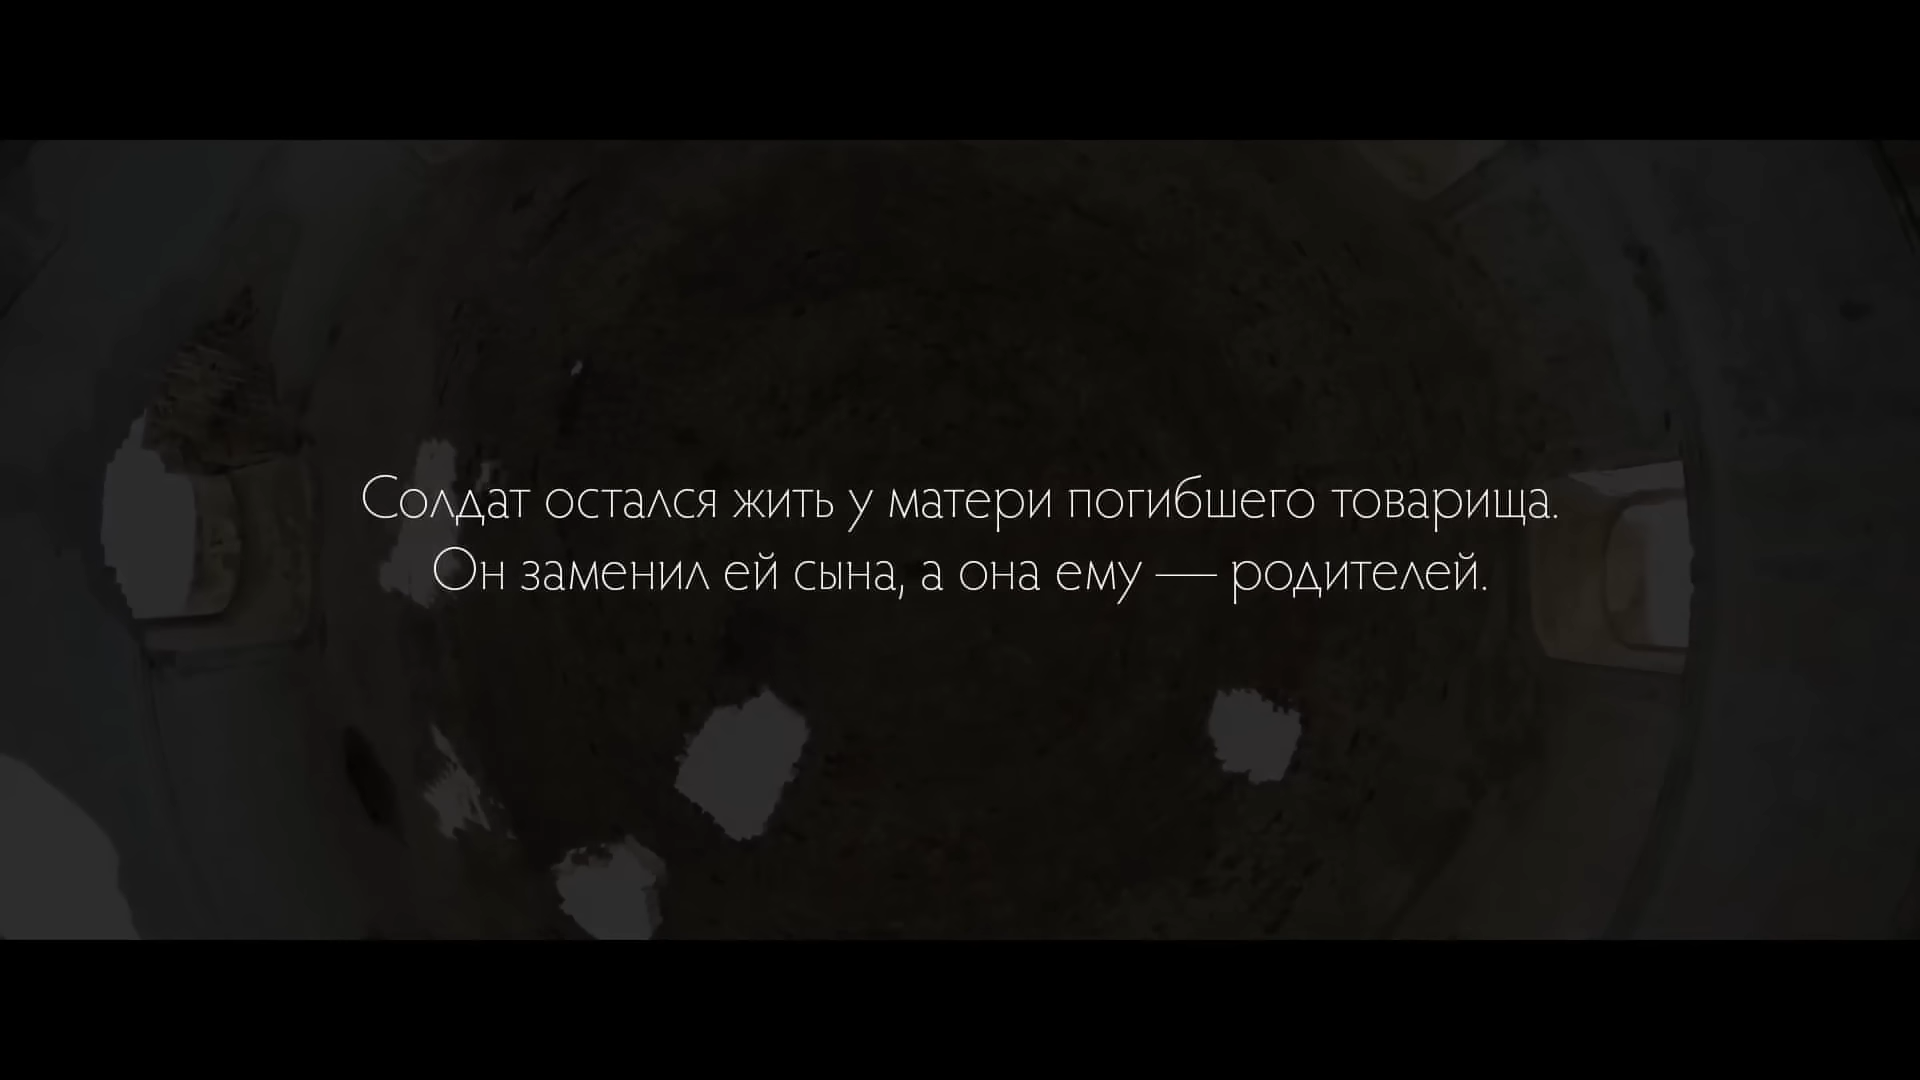 Солдат остался жить у матери погибшего товарища.
Он заменил ей сына, а она ему — родителей.